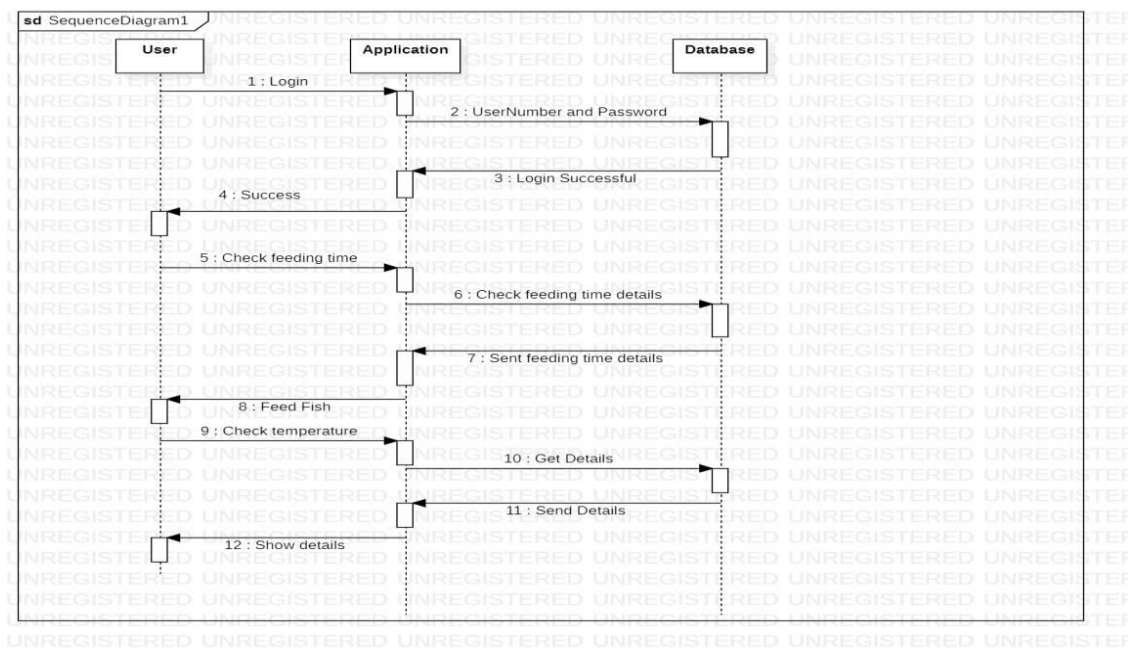 sd SequenceDiagram1
User
Application
Database
1 : Login
2 : UserNumber and Password
3 : Login Successful
4 : Success
5 : Check feeding time
6 : Check feeding time details
7 : Sent feeding time details
8 : Feed Fish
9 : Check temperature
10 : Get Details
11 : Send Details
12 : Show details
UNREGISTERED